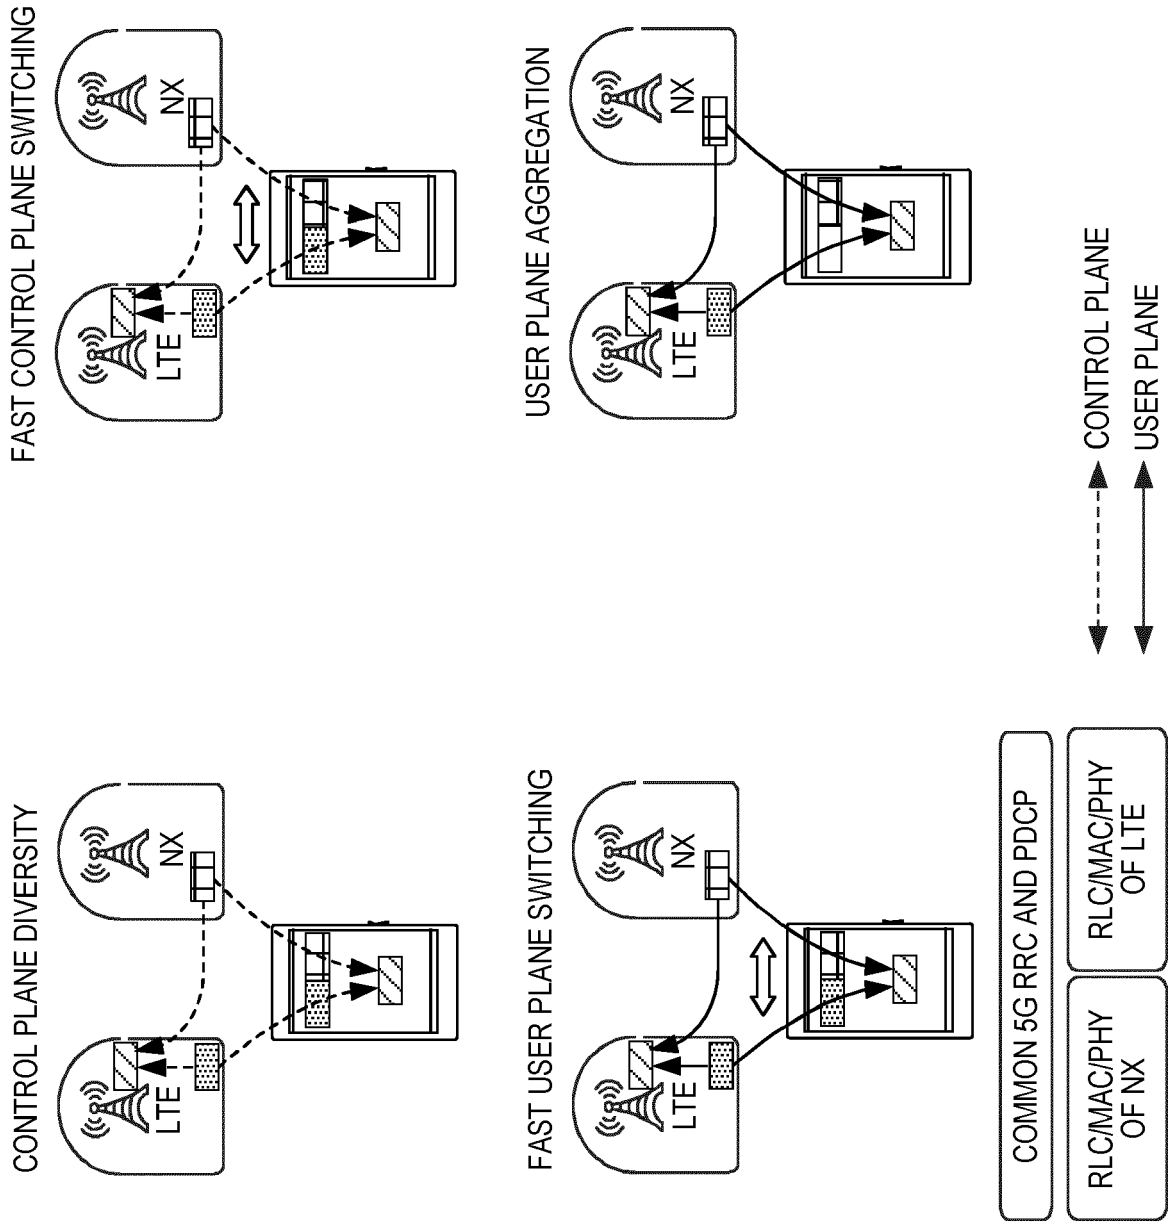 CONTROL PLANE DIVERSITY
LTE
NX
FAST CONTROL PLANE SWITCHING
LTE
NX
FAST USER PLANE SWITCHING
LTE
NX
USER PLANE AGGREGATION
LTE
NX
COMMON 5G RRC AND PDCP
RLC/MAC/PHY
OF NX
RLC/MAC/PHY
OF LTE
CONTROL PLANE
USER PLANE